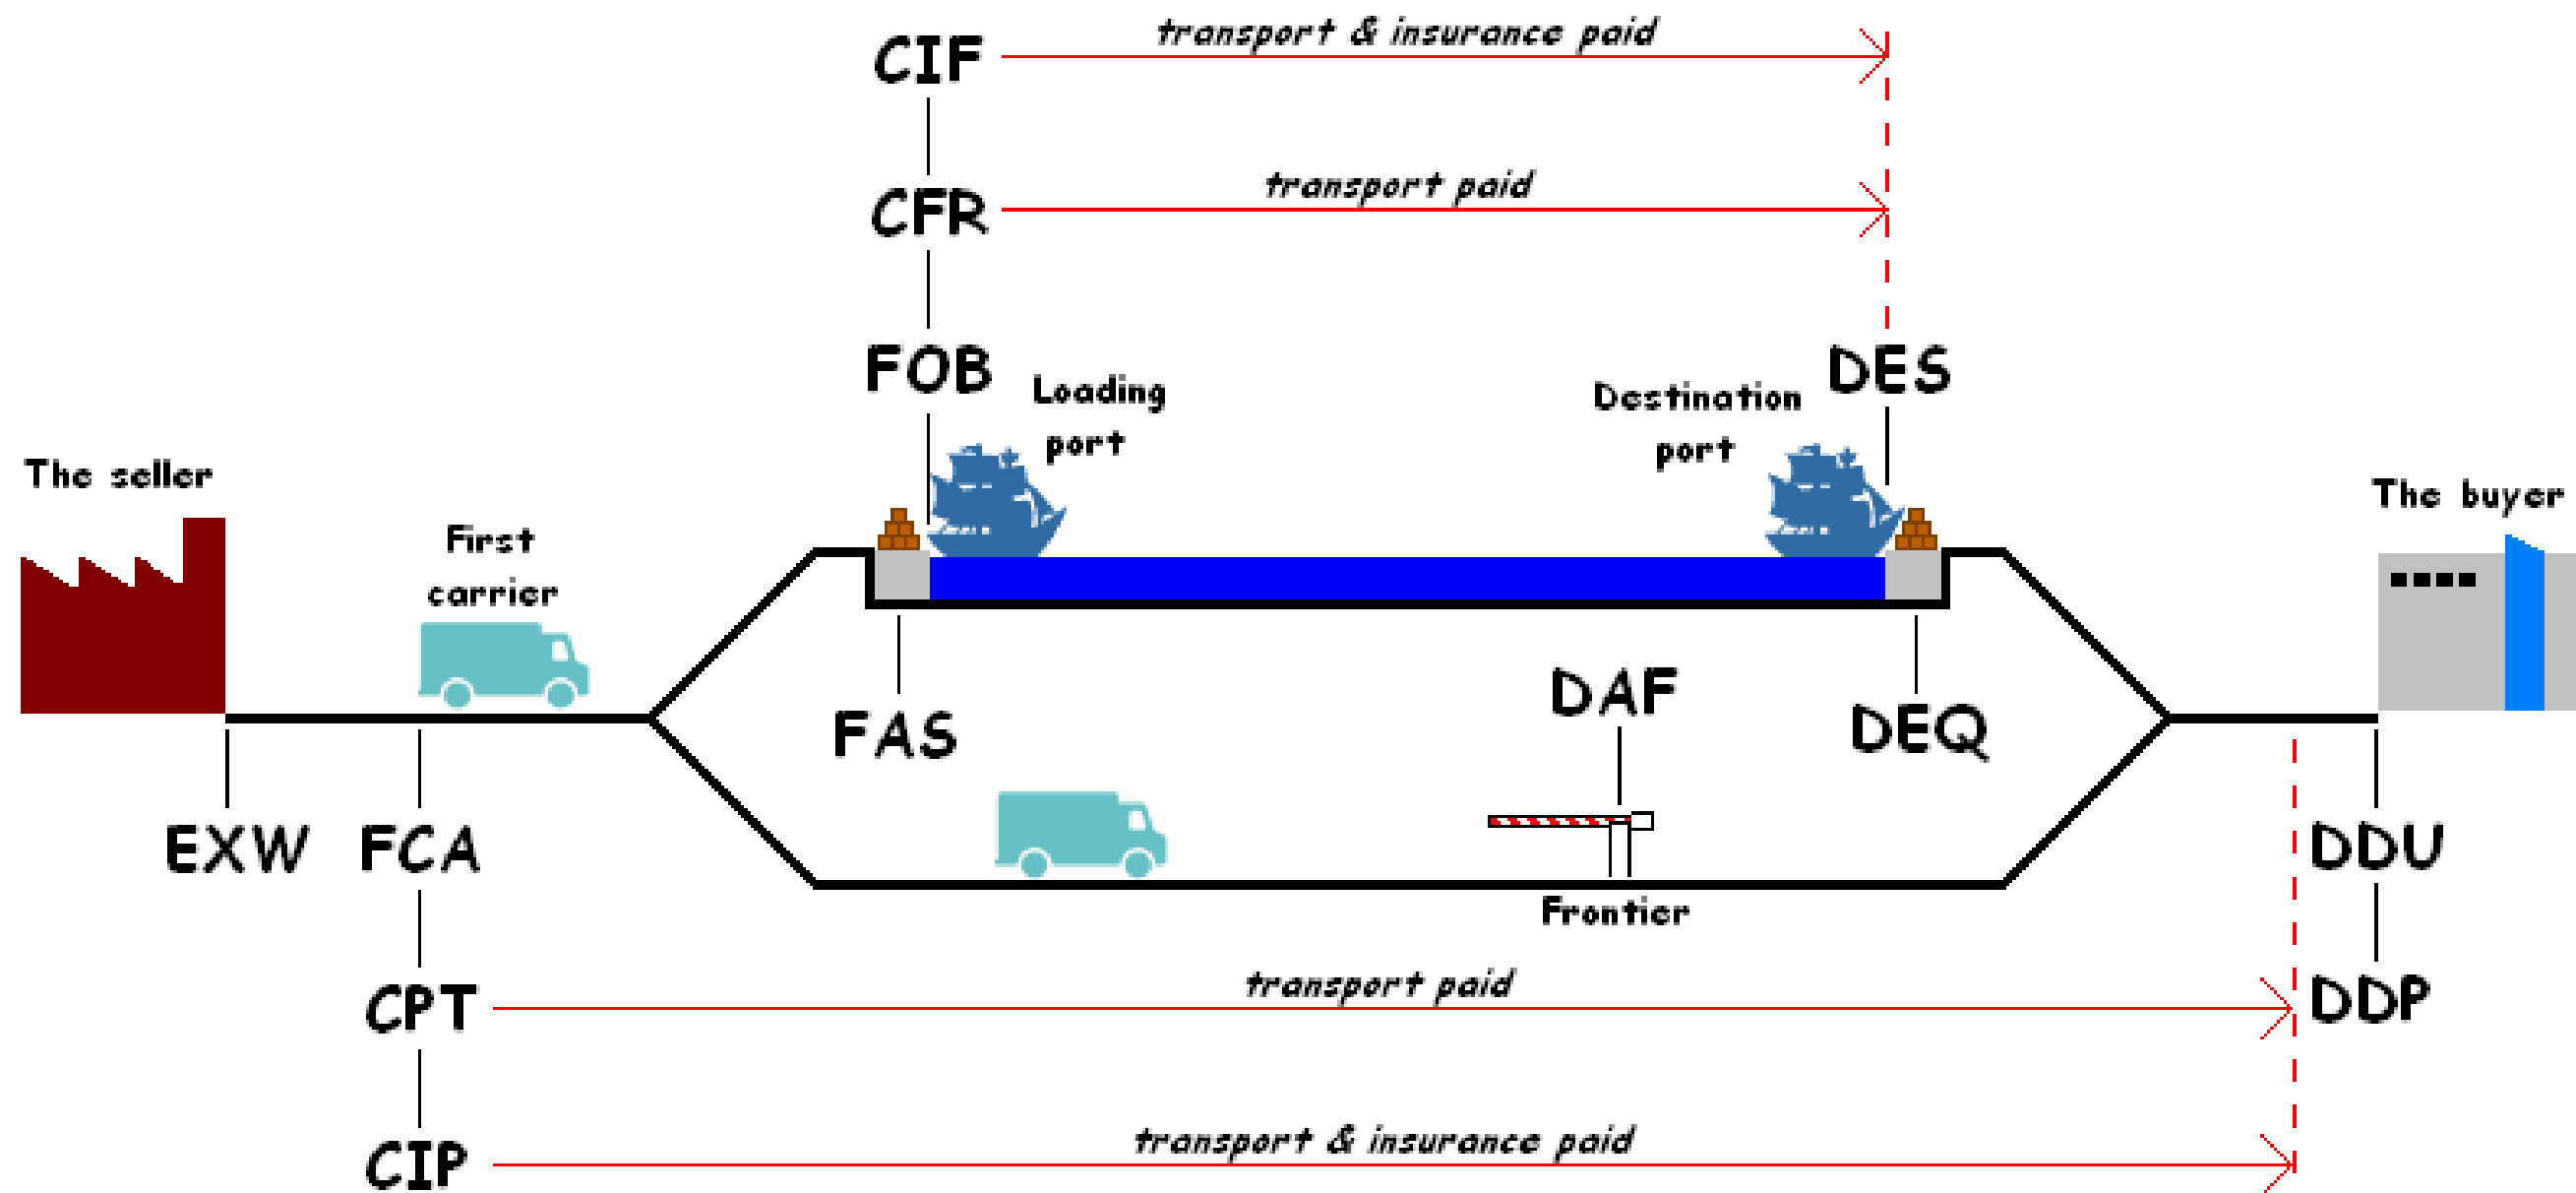 transport & insurance paid
CIF
transport paid
CFR
FOB
Loading
port
Destination
port
DES
The seller
The buyer
First
carrier
DAF
FAS
DEQ
EXW
FCA
DDU
Frontier
transport paid
CPT
DDP
transport & insurance paid
CIP